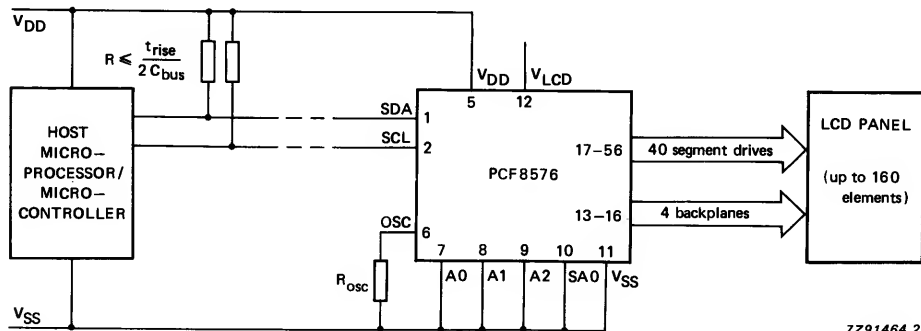 VDD
R ⩽ trise
2 Cbus
HOST
MICRO–
PROCESSOR/
MICRO–
CONTROLLER
SDA
SCL
1
2
VDD
5
VLCD
12
PCF8576
17–56
13–16
40 segment drives
4 backplanes
LCD PANEL
(up to 160
elements)
OSC
6
Rosc
7
8
9
10
11
A0
A1
A2
SA0
VSS
VSS
7Z91464.2